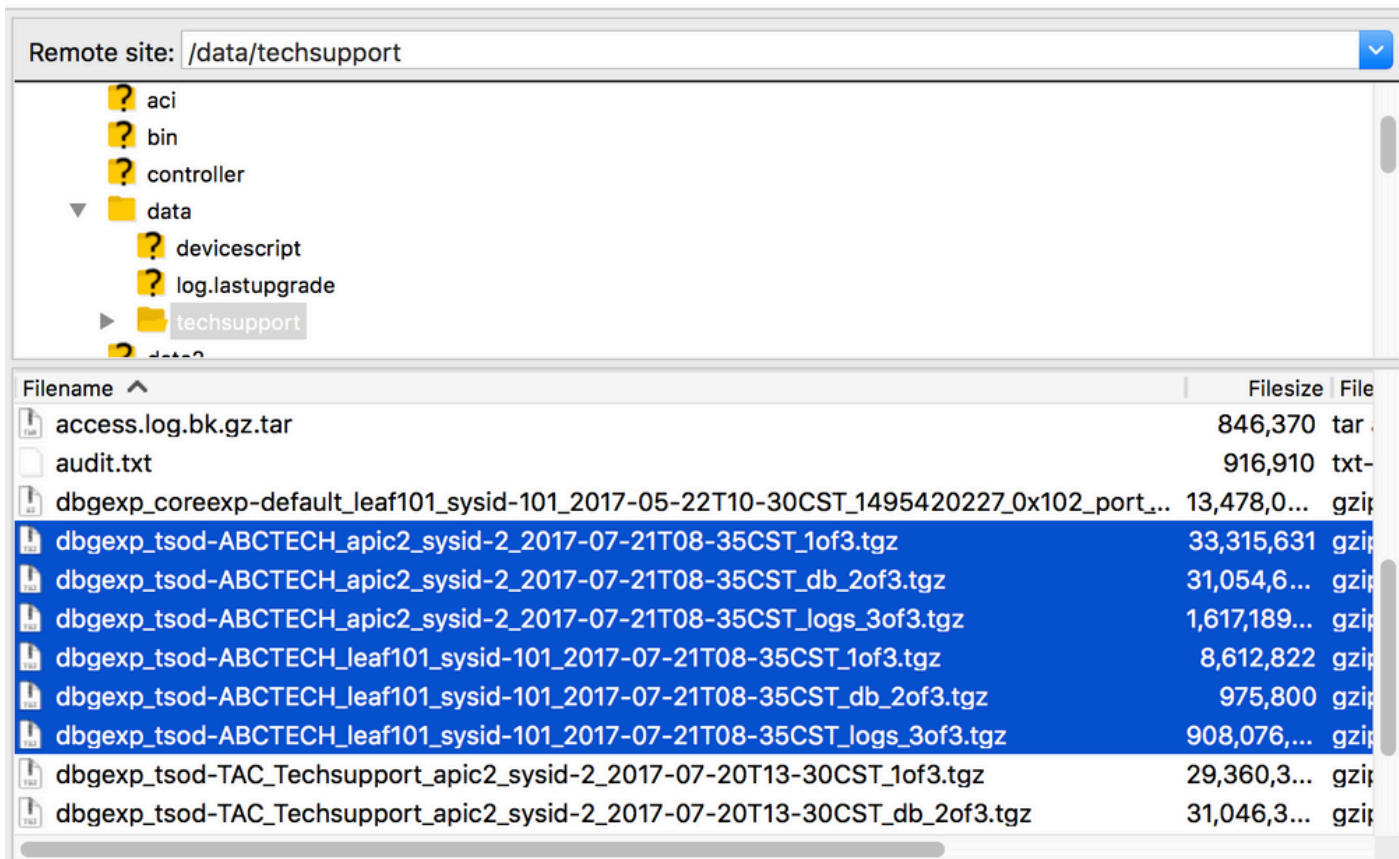 Remote site: /data/techsupport
aci
bin
controller
data
devicescript
log.lastupgrade
techsupport
data2
Filename Filesize File
access.log.bk.gz.tar 846,370 tar
audit.txt 916,910 txt-
dbgexp_coreexp-default_leaf101_sysid-101_2017-05-22T10-30CST_1495420227_0x102_port_... 13,478,0... gzip
dbgexp_tsod-ABCTECH_apic2_sysid-2_2017-07-21T08-35CST_1of3.tgz 33,315,631 gzip
dbgexp_tsod-ABCTECH_apic2_sysid-2_2017-07-21T08-35CST_db_2of3.tgz 31,054,6... gzip
dbgexp_tsod-ABCTECH_apic2_sysid-2_2017-07-21T08-35CST_logs_3of3.tgz 1,617,189... gzip
dbgexp_tsod-ABCTECH_leaf101_sysid-101_2017-07-21T08-35CST_1of3.tgz 8,612,822 gzip
dbgexp_tsod-ABCTECH_leaf101_sysid-101_2017-07-21T08-35CST_db_2of3.tgz 975,800 gzip
dbgexp_tsod-ABCTECH_leaf101_sysid-101_2017-07-21T08-35CST_logs_3of3.tgz 908,076,... gzip
dbgexp_tsod-TAC_Techsupport_apic2_sysid-2_2017-07-20T13-30CST_1of3.tgz 29,360,3... gzip
dbgexp_tsod-TAC_Techsupport_apic2_sysid-2_2017-07-20T13-30CST_db_2of3.tgz 31,046,3... gzip